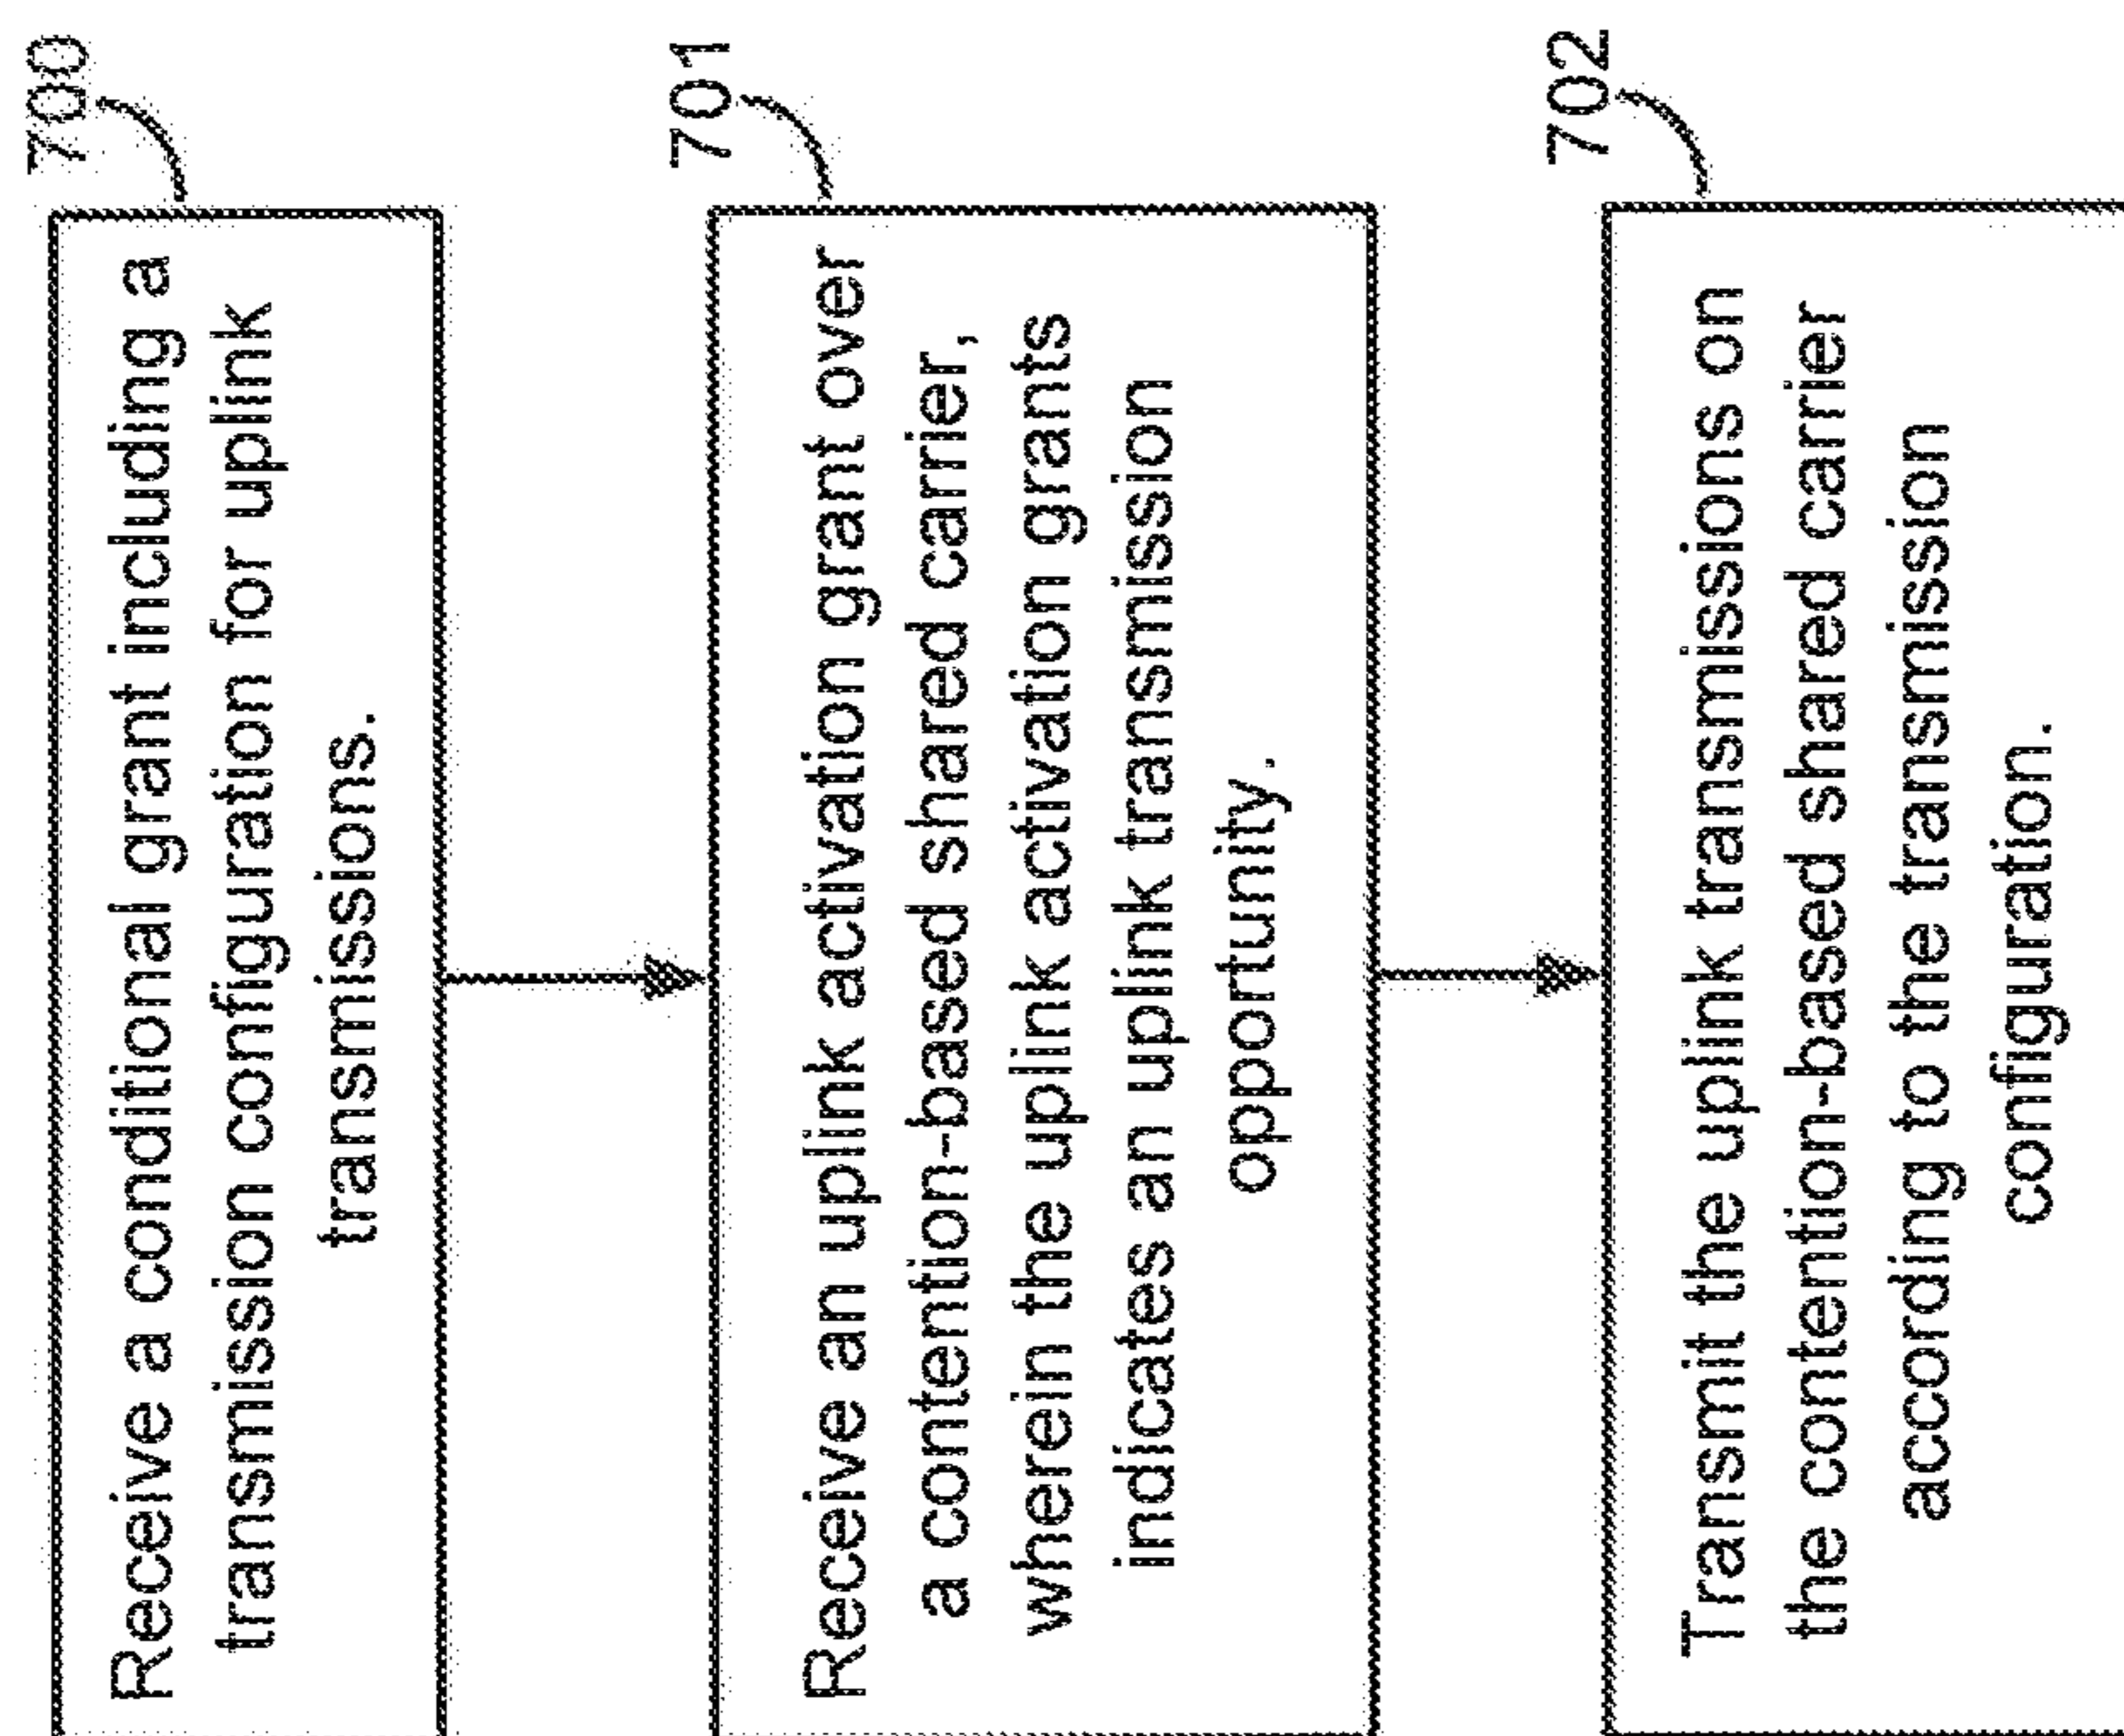 700
Receive a conditional grant including a
transmission configuration for uplink
transmissions.
701
Receive an uplink activation grant over
a contention-based shared carrier,
wherein the uplink activation grants
indicates an uplink transmission
opportunity.
702
Transmit the uplink transmissions on
the contention-based shared carrier
according to the transmission
configuration.